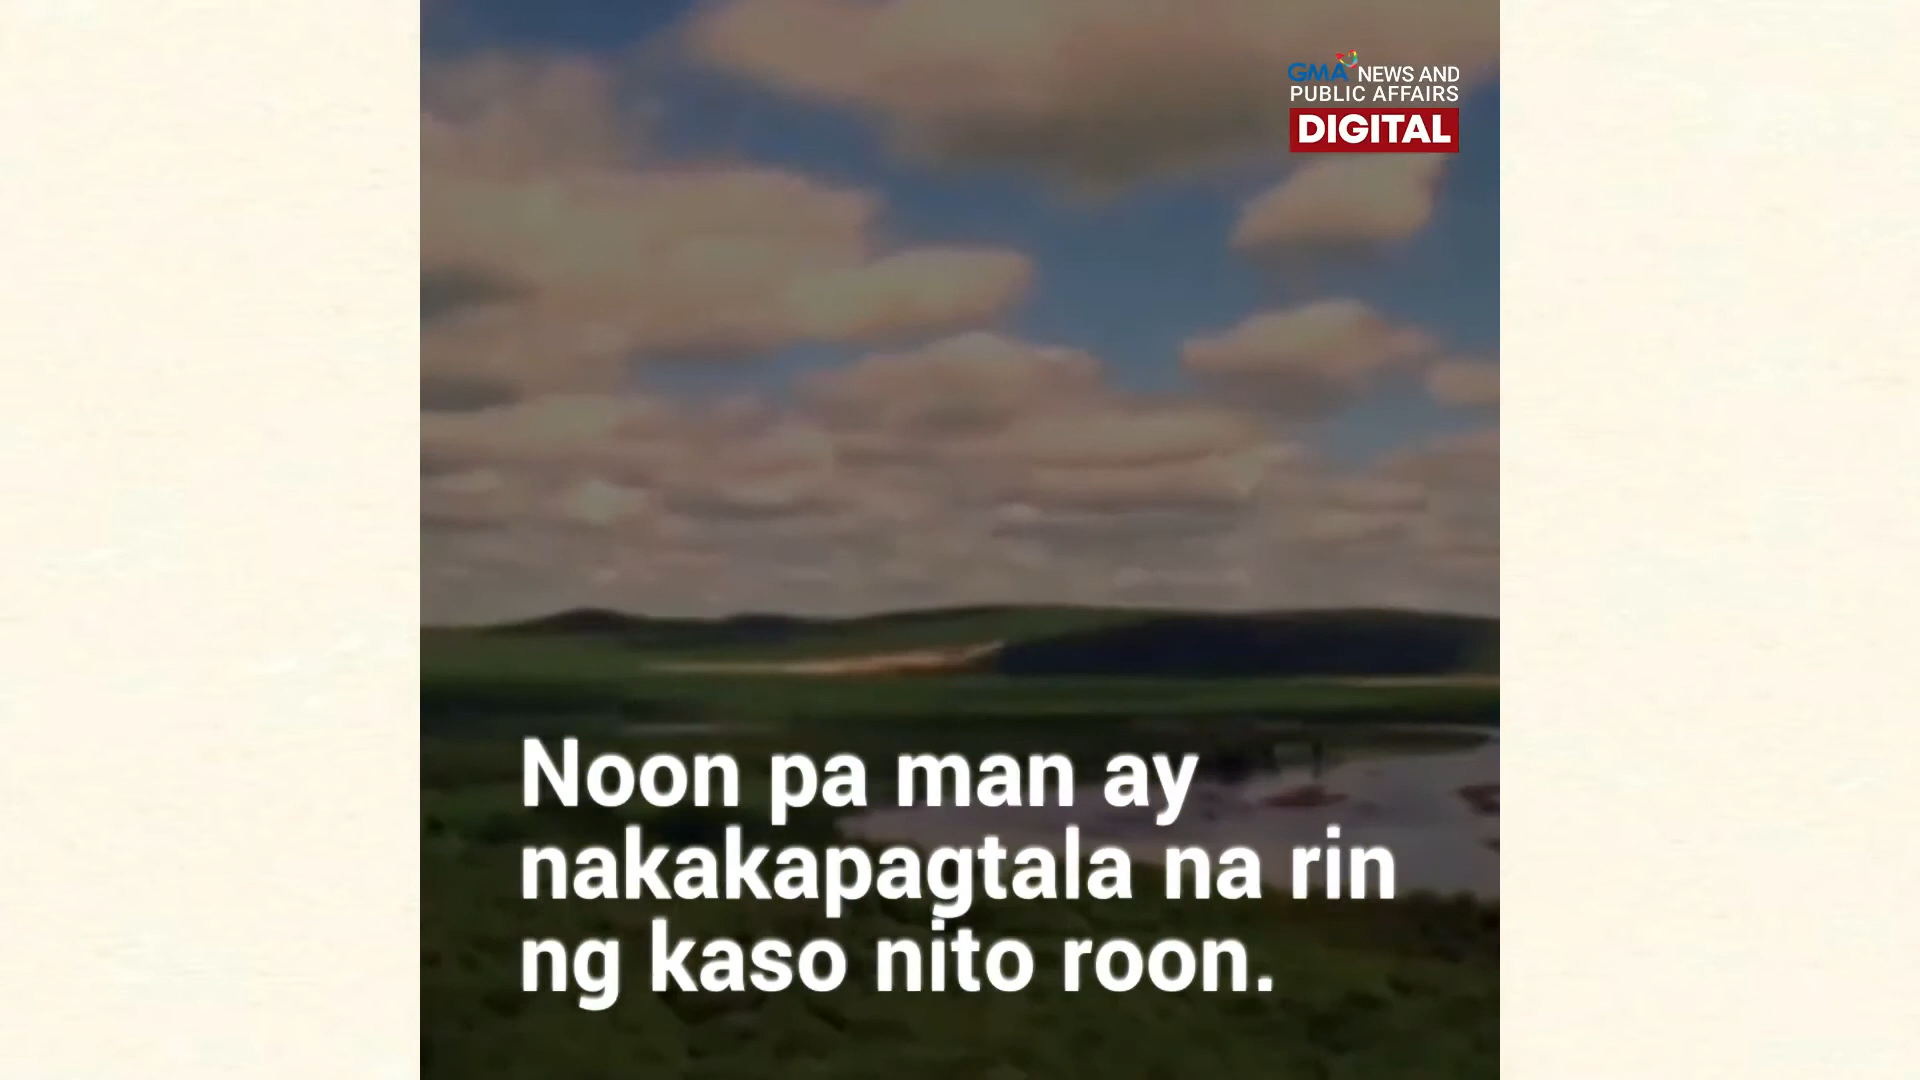 GMA NEWS AND
PUBLIC AFFAIRS
DIGITAL
Noon pa man ay
nakakapagtala na rin
ng kaso nito roon.